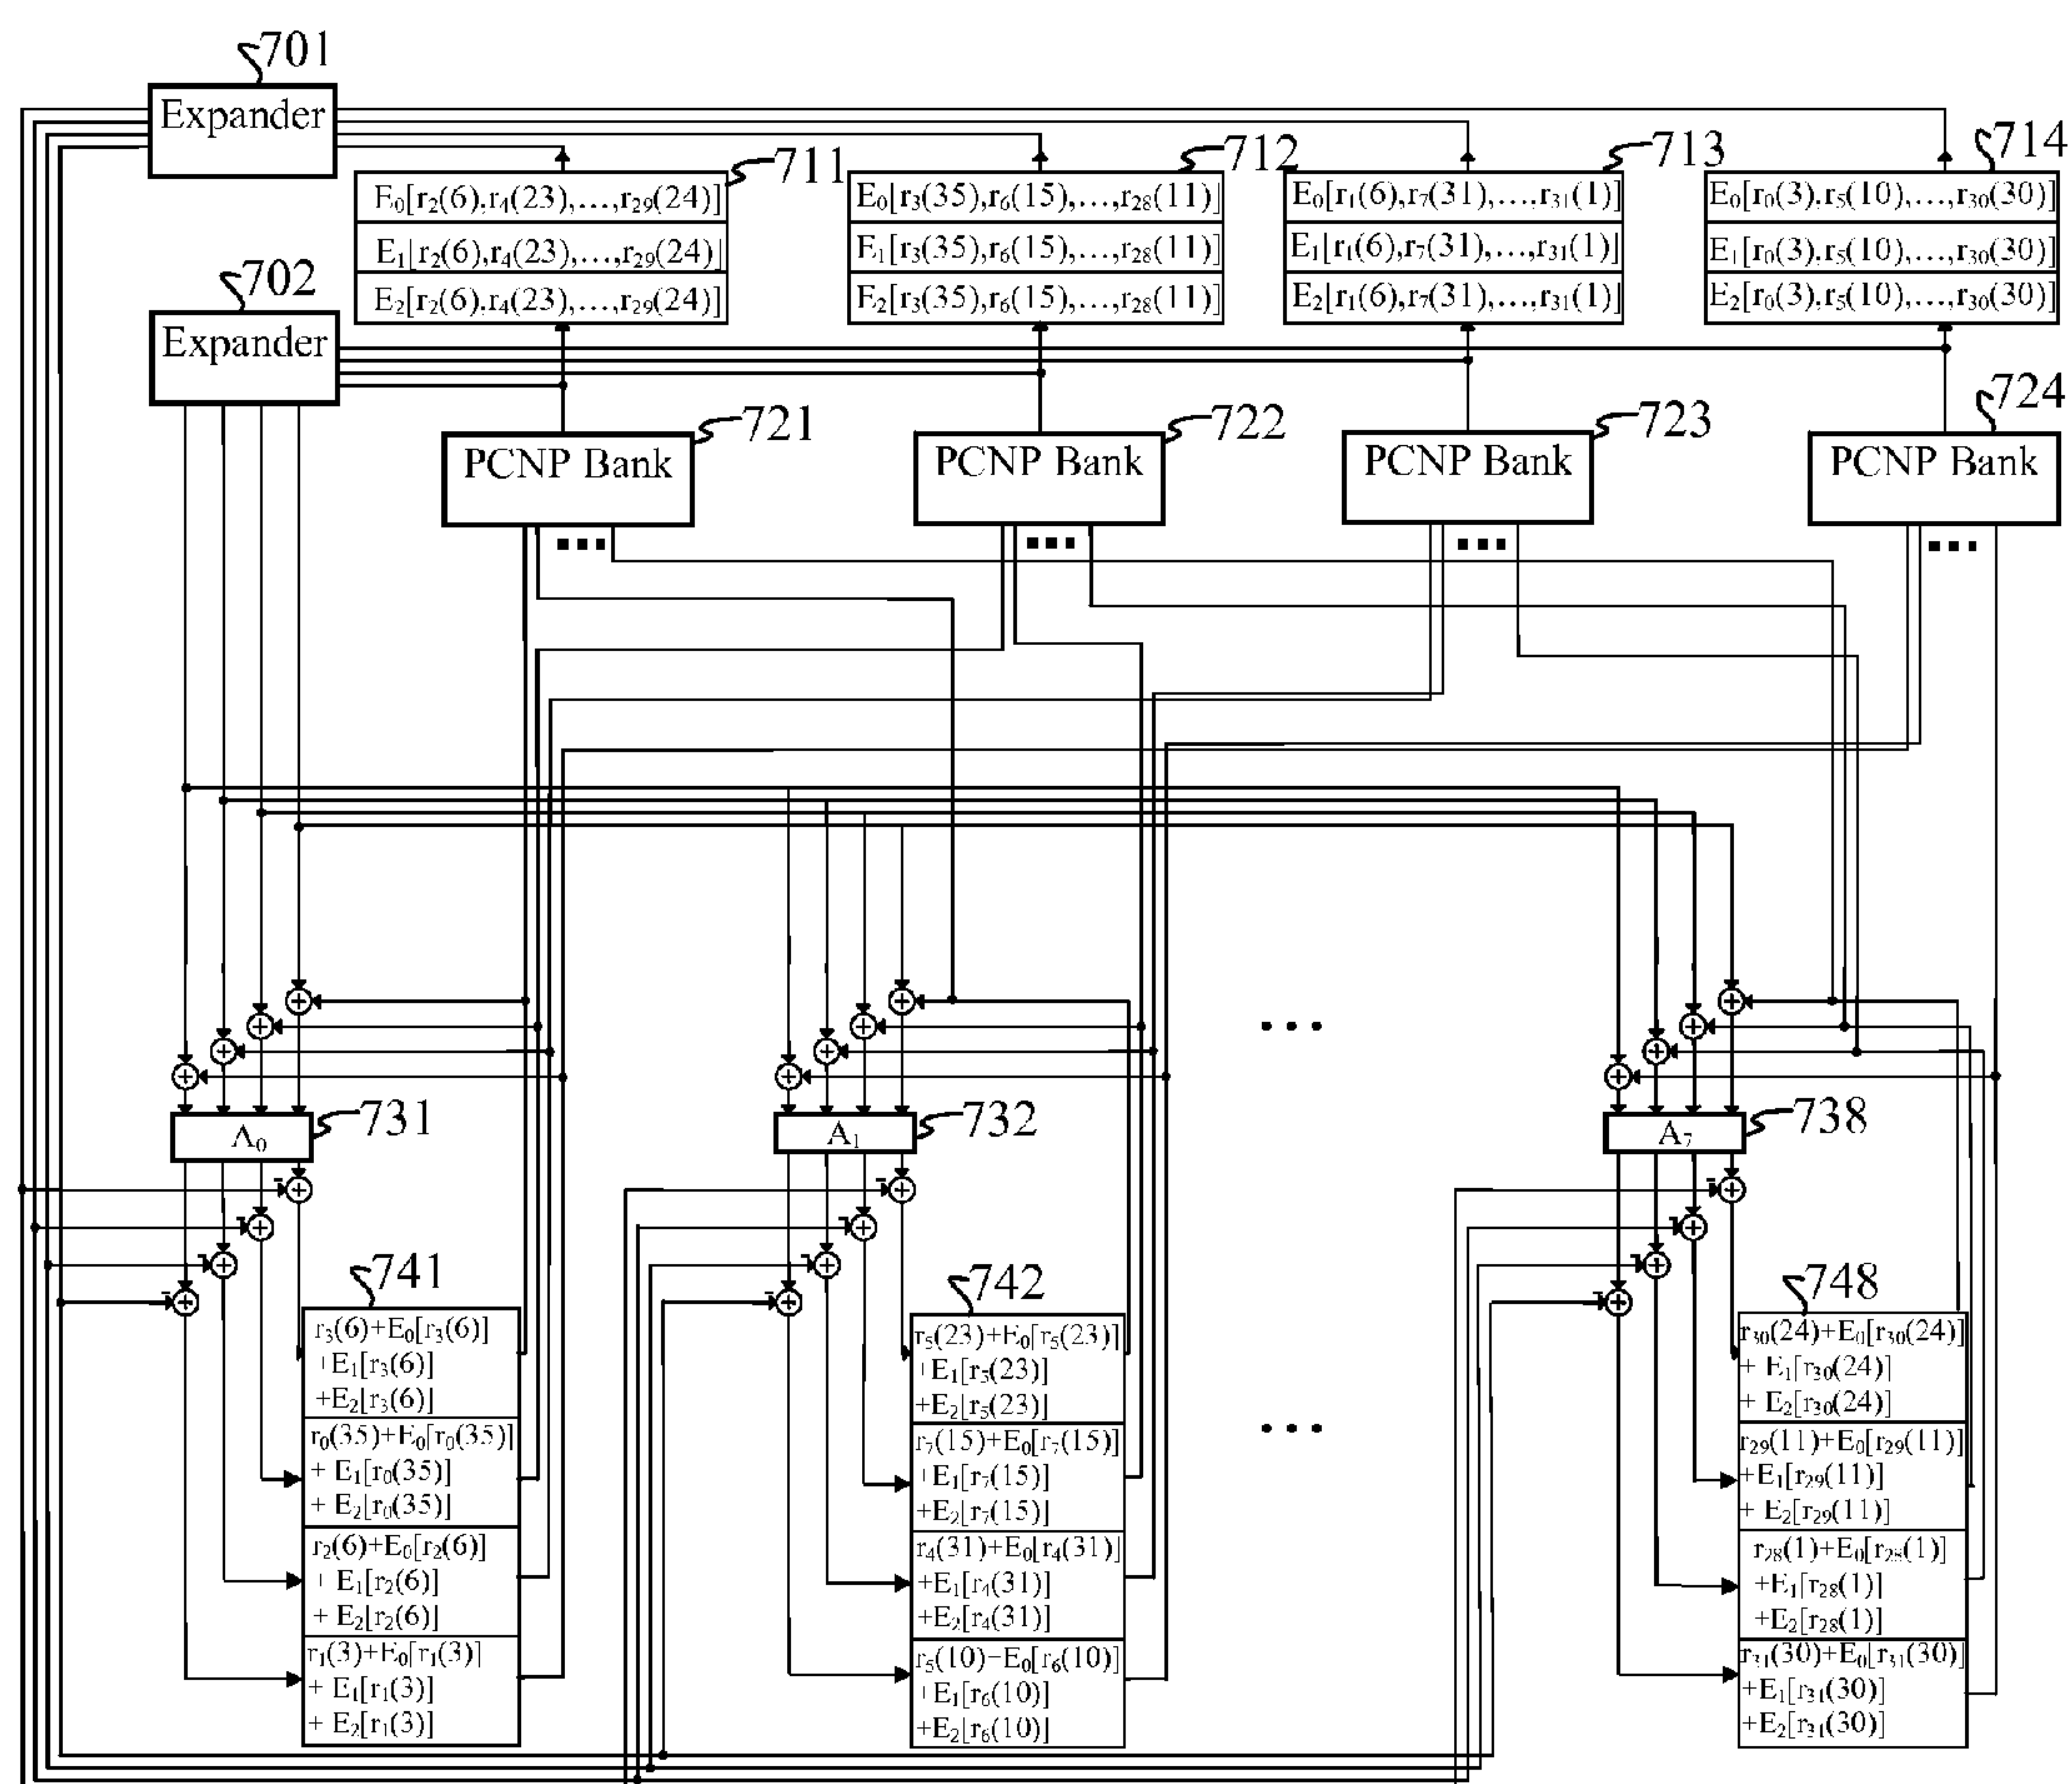 701
Expander
711
E₀[r₂(6),r₄(23),…,r₂₉(24)]
E₁[r₂(6),r₄(23),…,r₂₉(24)]
E₂[r₂(6),r₄(23),…,r₂₉(24)]
712
E₀[r₃(35),r₆(15),…,r₂₈(11)]
E₁[r₃(35),r₆(15),…,r₂₈(11)]
E₂[r₃(35),r₆(15),…,r₂₈(11)]
713
E₀[r₁(6),r₇(31),…,r₃₁(1)]
E₁[r₁(6),r₇(31),…,r₃₁(1)]
E₂[r₁(6),r₇(31),…,r₃₁(1)]
714
E₀[r₀(3),r₅(10),…,r₃₀(30)]
E₁[r₀(3),r₅(10),…,r₃₀(30)]
E₂[r₀(3),r₅(10),…,r₃₀(30)]
702
Expander
721
PCNP Bank
722
PCNP Bank
723
PCNP Bank
724
PCNP Bank
A₀
731
A₁
732
A₇
738
741
r₃(6)+E₀[r₃(6)]
+E₁[r₃(6)]
+E₂[r₃(6)]
r₀(35)+E₀[r₀(35)]
+ E₁[r₀(35)]
+ E₂[r₀(35)]
r₂(6)+E₀[r₂(6)]
+ E₁[r₂(6)]
+ E₂[r₂(6)]
r₁(3)+E₀[r₁(3)]
+ E₁[r₁(3)]
+ E₂[r₁(3)]
742
r₅(23)+E₀[r₅(23)]
+E₁[r₅(23)]
+E₂[r₅(23)]
r₇(15)+E₀[r₇(15)]
+E₁[r₇(15)]
+E₂[r₇(15)]
r₄(31)+E₀[r₄(31)]
+E₁[r₄(31)]
+E₂[r₄(31)]
r₅(10)+E₀[r₆(10)]
+E₁[r₆(10)]
+E₂[r₆(10)]
748
r₃₀(24)+E₀[r₃₀(24)]
+ E₁[r₃₀(24)]
+ E₂[r₃₀(24)]
r₂₉(11)+E₀[r₂₉(11)]
+E₁[r₂₉(11)]
+ E₂[r₂₉(11)]
r₂₈(1)+E₀[r₂₈(1)]
+E₁[r₂₈(1)]
+E₂[r₂₈(1)]
r₃₁(30)+E₀[r₃₁(30)]
+E₁[r₃₁(30)]
+E₂[r₃₁(30)]